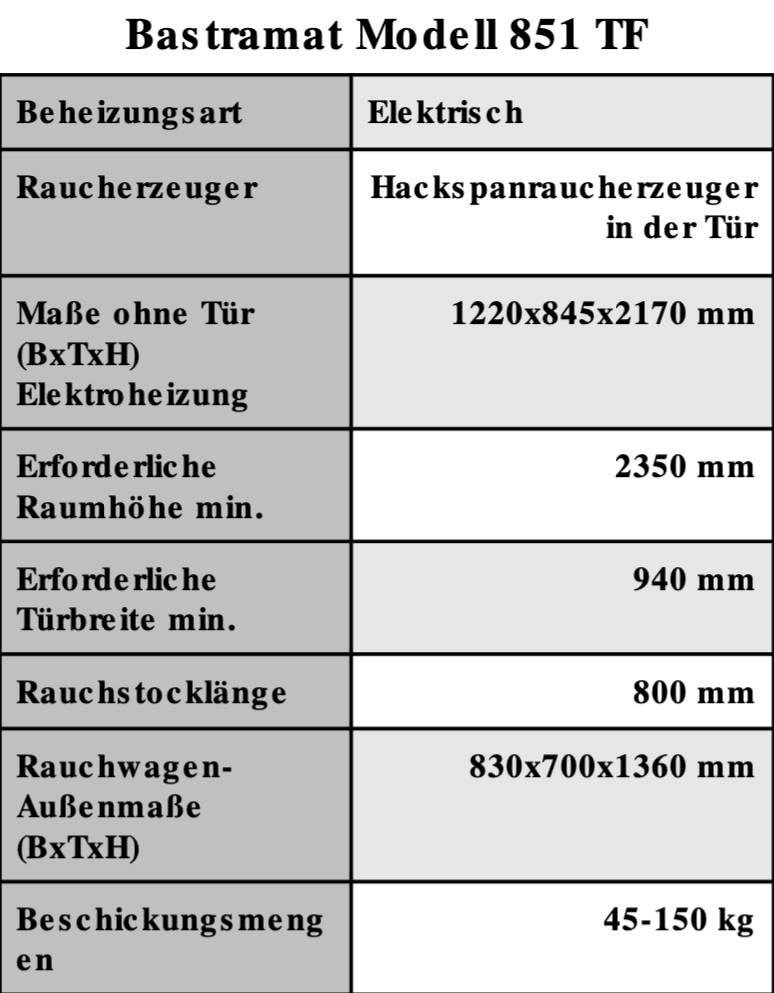 Bastramat Modell 851 TF
Beheizungsart
Elektrisch
Raucherzeuger
Hackspanraucherzeuger
in der Tür
Maße ohne Tür
(BxTxH)
Elektroheizung
1220x845x2170 mm
Erforderliche
Raumhöhe min.
2350 mm
Erforderliche
Türbreite min.
940 mm
Rauchstocklänge
800 mm
Rauchwagen-
Außenmaße
(BxTxH)
830x700x1360 mm
Beschickungsmeng
en
45-150 kg